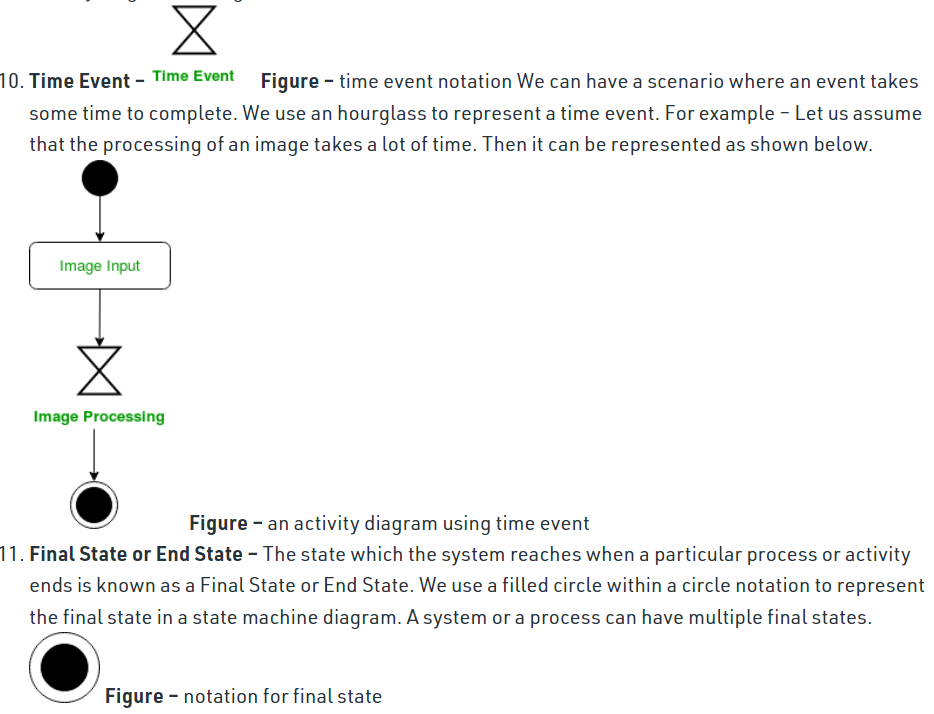 10. Time Event – Time Event Figure – time event notation We can have a scenario where an event takes
some time to complete. We use an hourglass to represent a time event. For example – Let us assume
that the processing of an image takes a lot of time. Then it can be represented as shown below.
Image Input
Image Processing
Figure – an activity diagram using time event
11. Final State or End State – The state which the system reaches when a particular process or activity
ends is known as a Final State or End State. We use a filled circle within a circle notation to represent
the final state in a state machine diagram. A system or a process can have multiple final states.
Figure – notation for final state